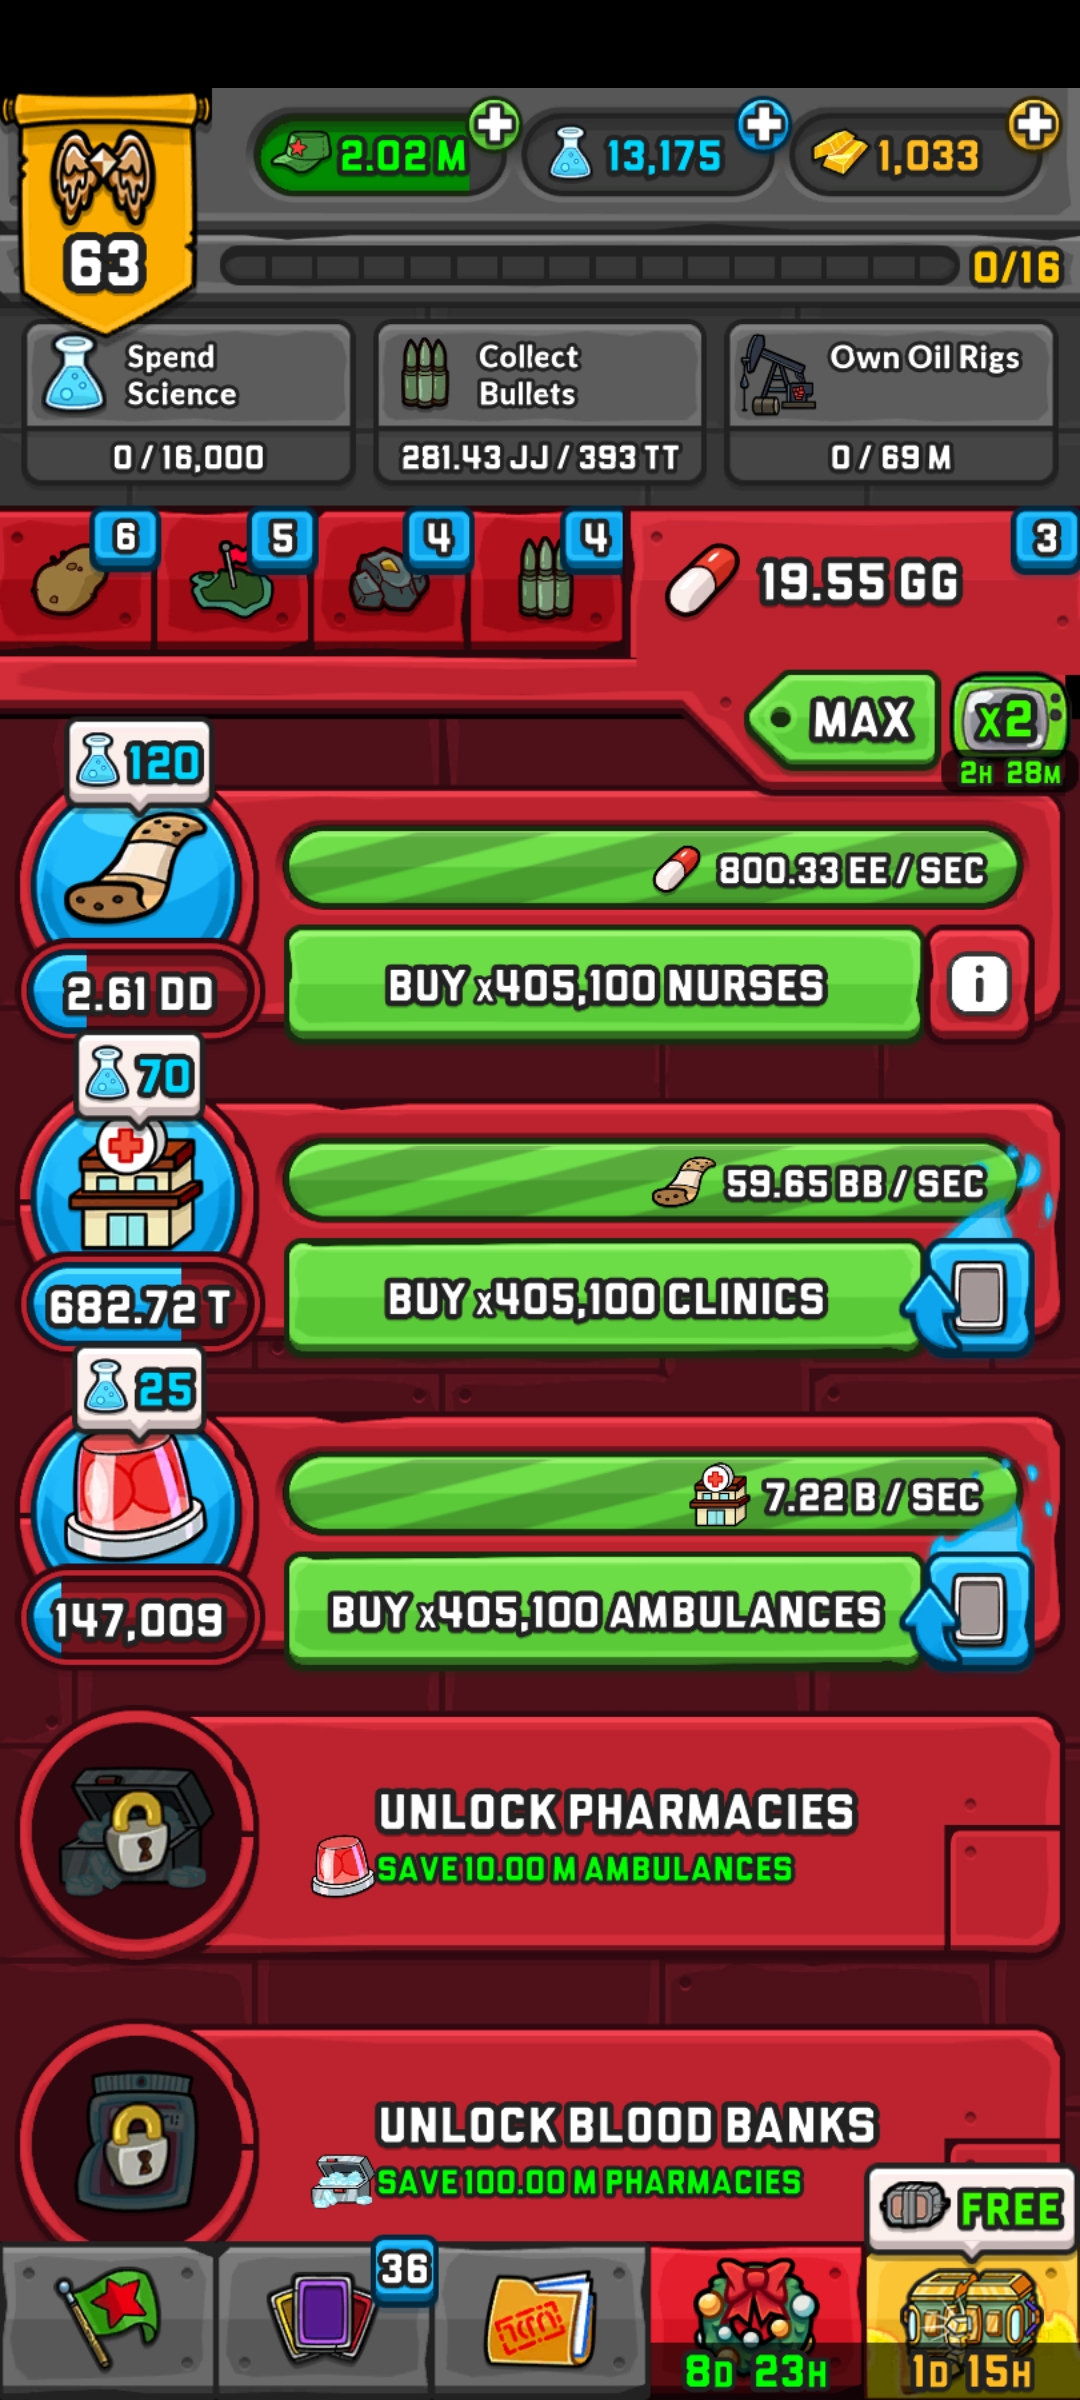 2.02 M
13,175
1,033
63
0/16
Spend
Science
0 / 16,000
Collect
Bullets
281.43 JJ / 393 TT
Own Oil Rigs
0 / 69 M
6
5
4
4
19.55 GG
3
MAX
x2
2H 28M
120
800.33 EE / SEC
2.61 DD
BUY x405,100 NURSES
i
70
59.65 BB / SEC
682.72 T
BUY x405,100 CLINICS
25
7.22 B / SEC
147,009
BUY x405,100 AMBULANCES
UNLOCK PHARMACIES
SAVE 10.00 M AMBULANCES
UNLOCK BLOOD BANKS
SAVE 100.00 M PHARMACIES
FREE
36
8D 23H
1D 15H